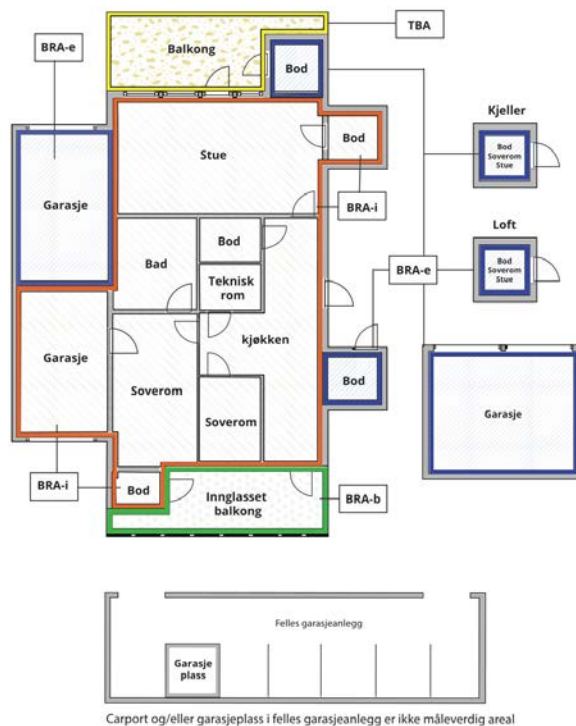 TBA
BRA-e
Balkong
Bod
Kjeller
Bod
Soverom
Stue
Bod
Stue
BRA-i
Garasje
Loft
Bod
Soverom
Stue
Bod
Bad
BRA-e
Teknisk
rom
Garasje
kjøkken
Soverom
Bod
Garasje
Soverom
BRA-i
Bod
Innglasset
balkong
BRA-b
Felles garasjeanlegg
Garasje
plass
Carport og/eller garasjeplass i felles garasjeanlegg er ikke måleverdig areal